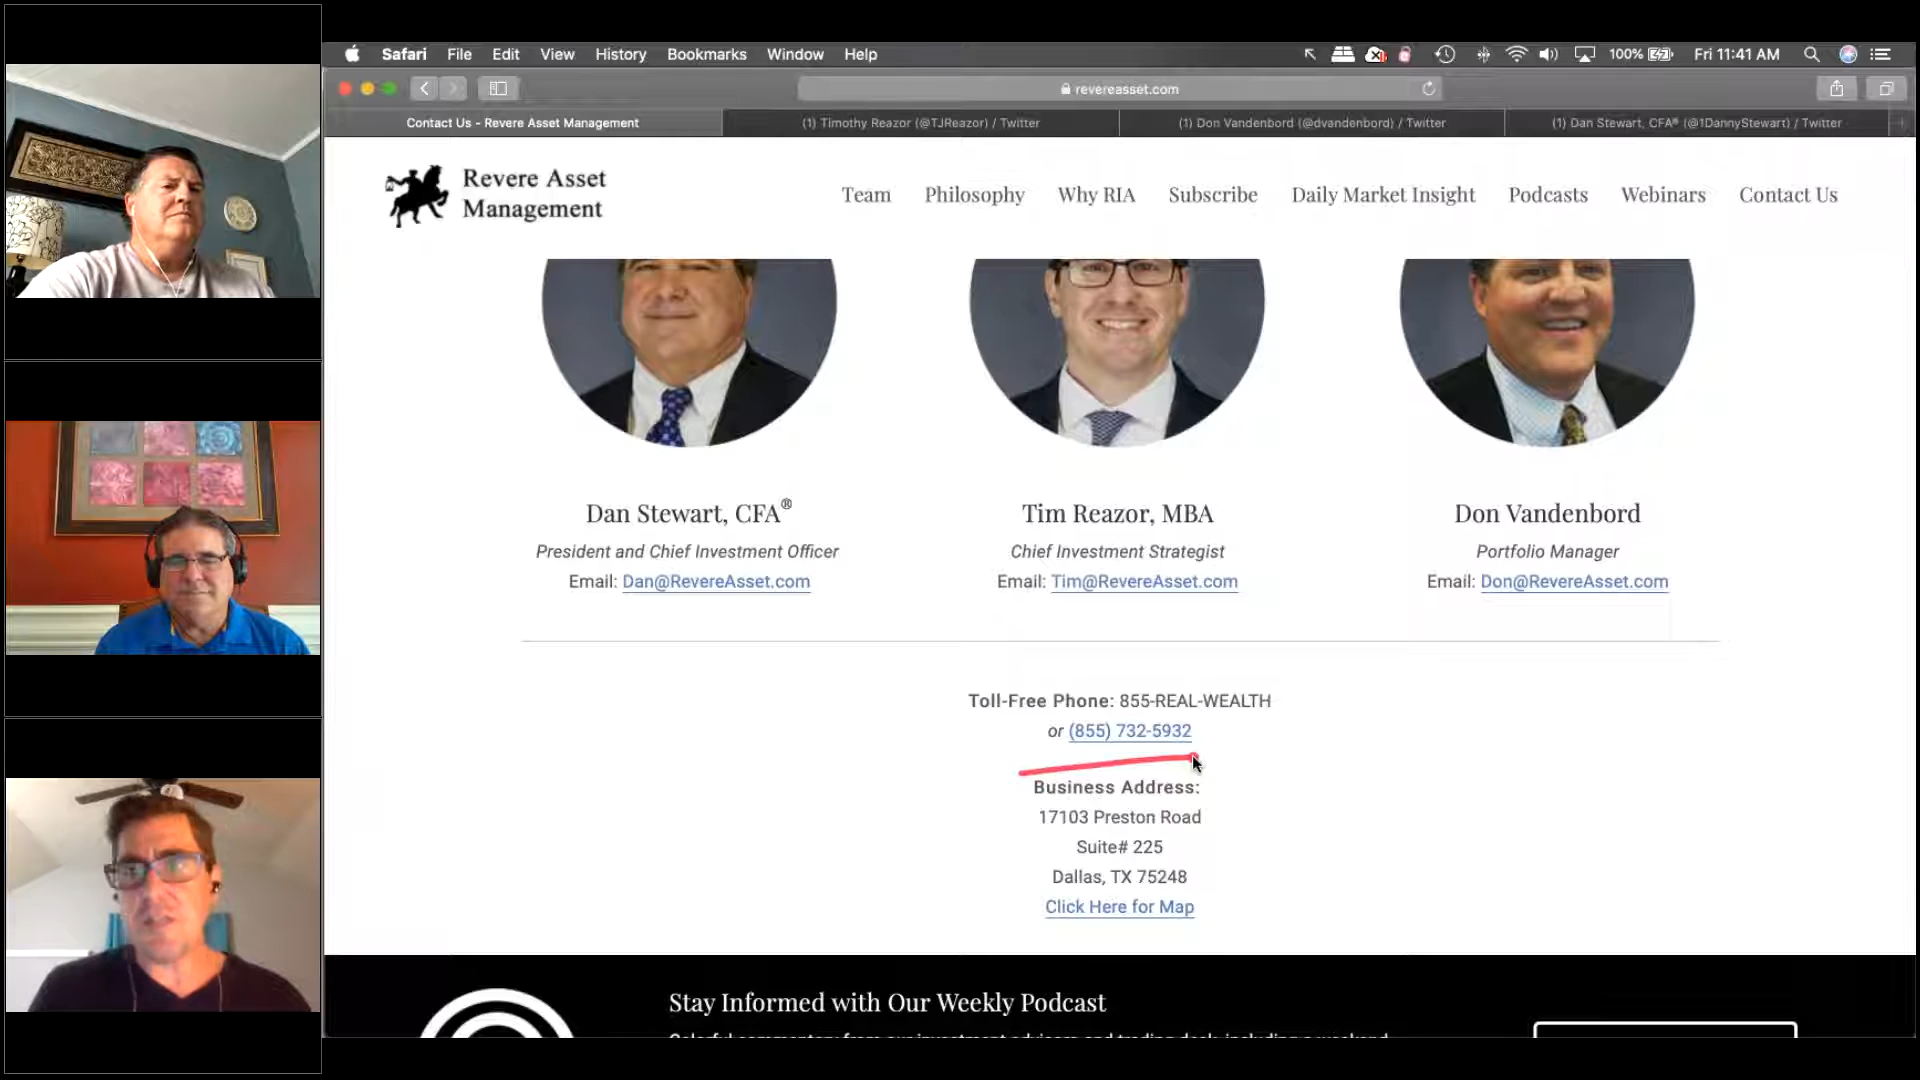 Safari File Edit View History Bookmarks Window Help 100% Fri 11:41 AM
revereasset.com
Contact Us - Revere Asset Management (1) Timothy Reazor (@TJReazor) / Twitter (1) Don Vandenbord (@dvandenbord) / Twitter (1) Dan Stewart, CFA® (@1DannyStewart) / Twitter
Revere Asset
Management
Team Philosophy Why RIA Subscribe Daily Market Insight Podcasts Webinars Contact Us
Dan Stewart, CFA®
President and Chief Investment Officer
Email: Dan@RevereAsset.com
Tim Reazor, MBA
Chief Investment Strategist
Email: Tim@RevereAsset.com
Don Vandenbord
Portfolio Manager
Email: Don@RevereAsset.com
Toll-Free Phone: 855-REAL-WEALTH
or (855) 732-5932
Business Address:
17103 Preston Road
Suite# 225
Dallas, TX 75248
Click Here for Map
Stay Informed with Our Weekly Podcast